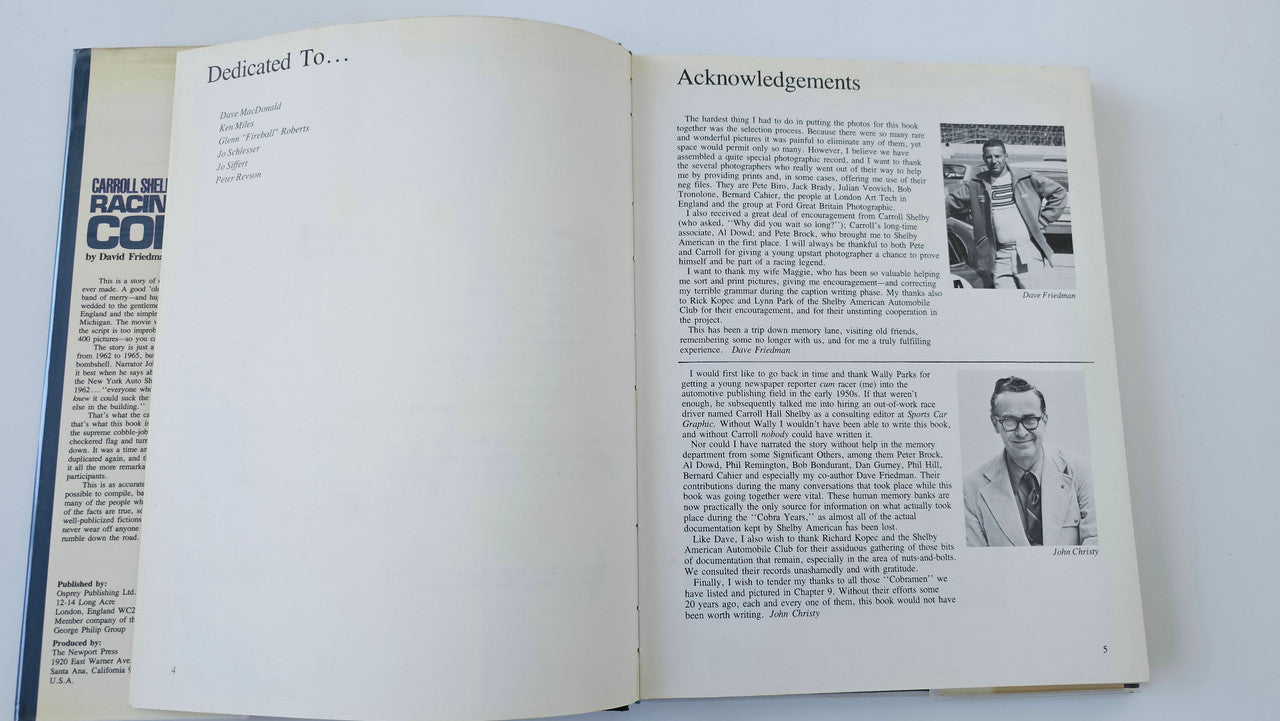 CARROLL SHEL
RACIN
CO
by David Friedma
This is a story of
ever made. A good 'ol
band of merry—and hu
wedded to the gentleme
England and the simple
Michigan. The movie v
the script is too improb
400 pictures—so you c
The story is just a
from 1962 to 1965, bu
bombshell. Narrator Jo
it best when he says ab
the New York Auto Sh
1962... "everyone who
knew it could suck the
else in the building."
That's what the ca
that's what this book is
the supreme cobble-job
checkered flag and turn
down. It was a time an
duplicated again, and t
it all the more remarka
participants.
This is as accurate
possible to compile, ba
many of the people wh
of the facts are true, so
well-publicized fictions
never wear off anyone
rumble down the road.
Published by:
Osprey Publishing Ltd.
12-14 Long Acre
London, England WC2
Member company of th
George Philip Group
Produced by:
The Newport Press
1920 East Warner Ave
Santa Ana, California 9
U.S.A.
Dedicated To...
Dave MacDonald
Ken Miles
Glenn "Fireball" Roberts
Jo Schlesser
Jo Siffert
Peter Revson
4
Acknowledgements
The hardest thing I had to do in putting the photos for this book
together was the selection process. Because there were so many rare
and wonderful pictures it was painful to eliminate any of them, yet
space would permit only so many. However, I believe we have
assembled a quite special photographic record, and I want to thank
the several photographers who really went out of their way to help
me by providing prints and, in some cases, offering me use of their
neg files. They are Pete Biro, Jack Brady, Julian Veovich, Bob
Tronolone, Bernard Cahier, the people at London Art Tech in
England and the group at Ford Great Britain Photographic.
I also received a great deal of encouragement from Carroll Shelby
(who asked, "Why did you wait so long?"); Carroll's long-time
associate, Al Dowd; and Pete Brock, who brought me to Shelby
American in the first place. I will always be thankful to both Pete
and Carroll for giving a young upstart photographer a chance to prove
himself and be part of a racing legend.
I want to thank my wife Maggie, who has been so valuable helping
me sort and print pictures, giving me encouragement—and correcting
my terrible grammar during the caption writing phase. My thanks also
to Rick Kopec and Lynn Park of the Shelby American Automobile
Club for their encouragement, and for their unstinting cooperation in
the project.
This has been a trip down memory lane, visiting old friends,
remembering some no longer with us, and for me a truly fulfilling
experience. Dave Friedman
Dave Friedman
I would first like to go back in time and thank Wally Parks for
getting a young newspaper reporter cum racer (me) into the
automotive publishing field in the early 1950s. If that weren't
enough, he subsequently talked me into hiring an out-of-work race
driver named Carroll Hall Shelby as a consulting editor at Sports Car
Graphic. Without Wally I wouldn't have been able to write this book,
and without Carroll nobody could have written it.
Nor could I have narrated the story without help in the memory
department from some Significant Others, among them Peter Brock,
Al Dowd, Phil Remington, Bob Bondurant, Dan Gurney, Phil Hill,
Bernard Cahier and especially my co-author Dave Friedman. Their
contributions during the many conversations that took place while this
book was going together were vital. These human memory banks are
now practically the only source for information on what actually took
place during the "Cobra Years," as almost all of the actual
documentation kept by Shelby American has been lost.
Like Dave, I also wish to thank Richard Kopec and the Shelby
American Automobile Club for their assiduous gathering of those bits
of documentation that remain, especially in the area of nuts-and-bolts.
We consulted their records unashamedly and with gratitude.
Finally, I wish to tender my thanks to all those "Cobramen" we
have listed and pictured in Chapter 9. Without their efforts some
20 years ago, each and every one of them, this book would not have
been worth writing. John Christy
John Christy
5